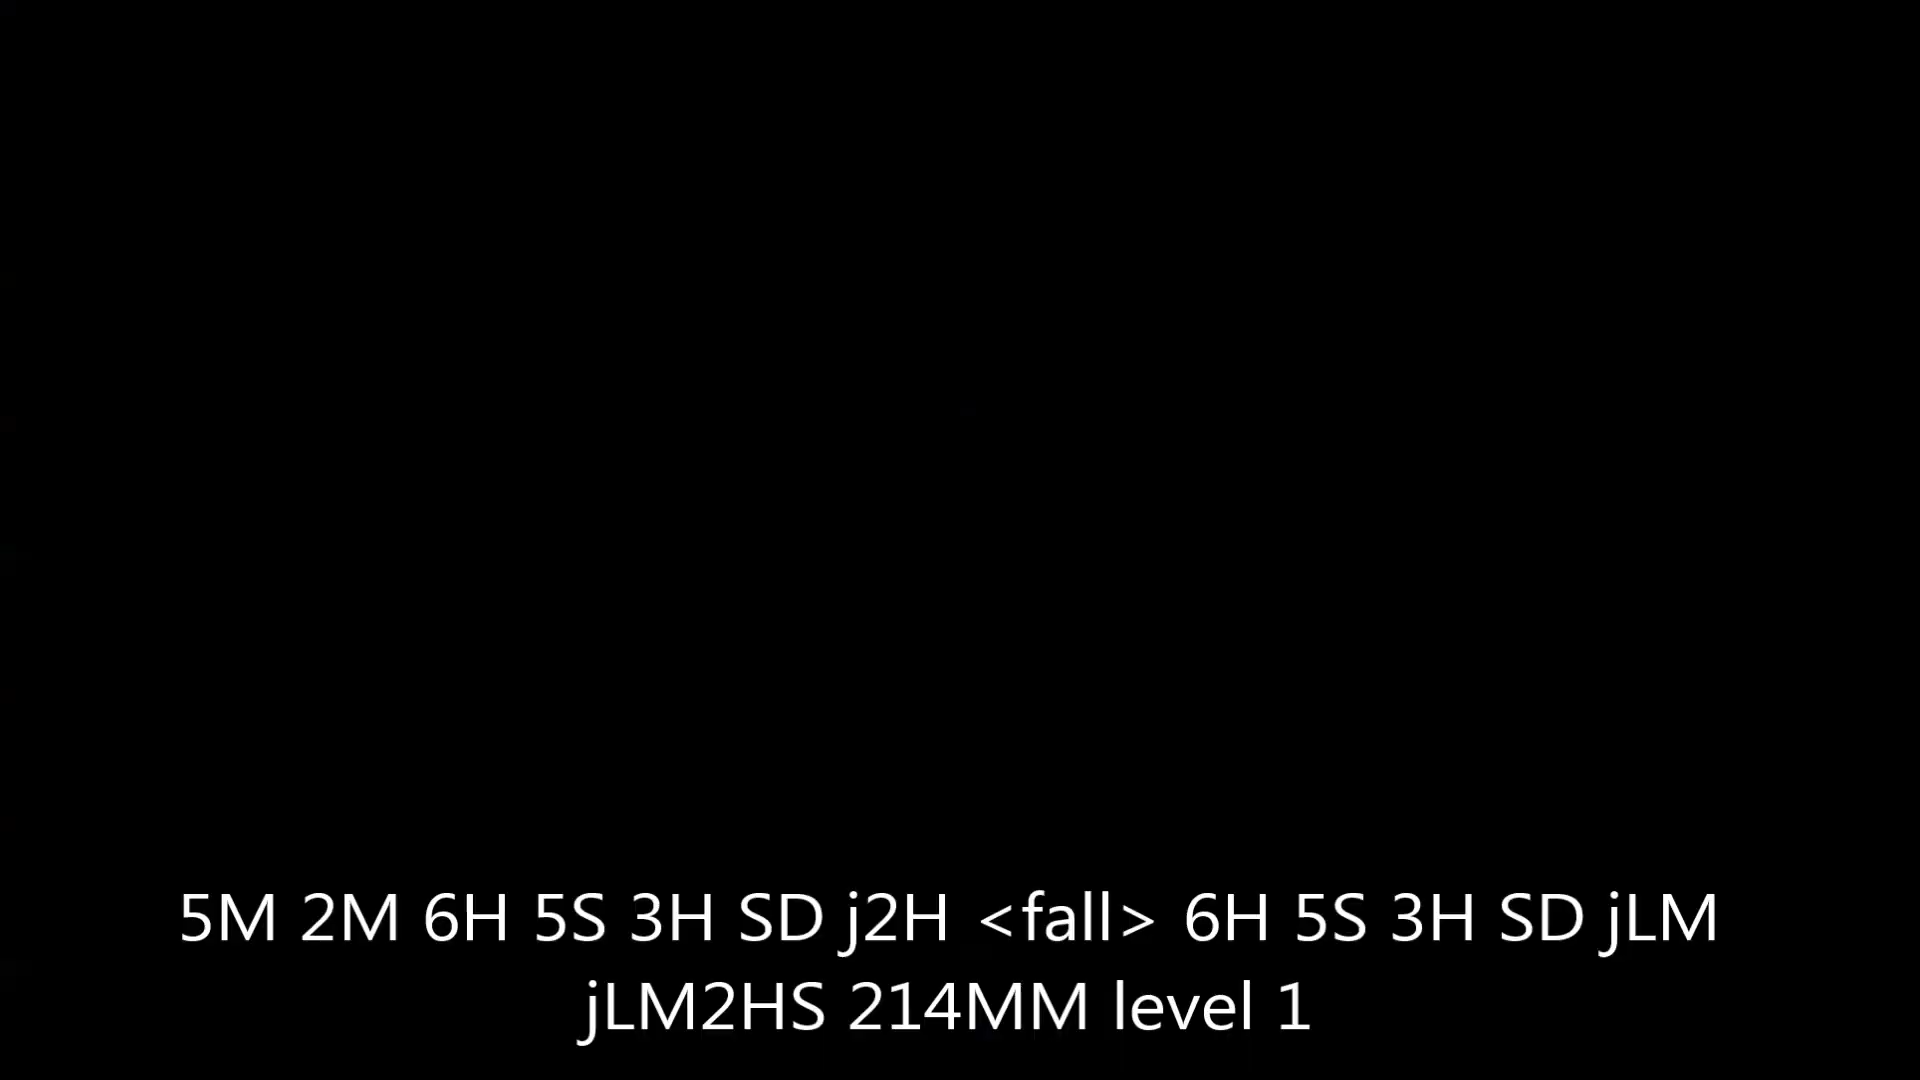 5M 2M 6H 5S 3H SD j2H <fall> 6H 5S 3H SD jLM
jLM2HS 214MM level 1